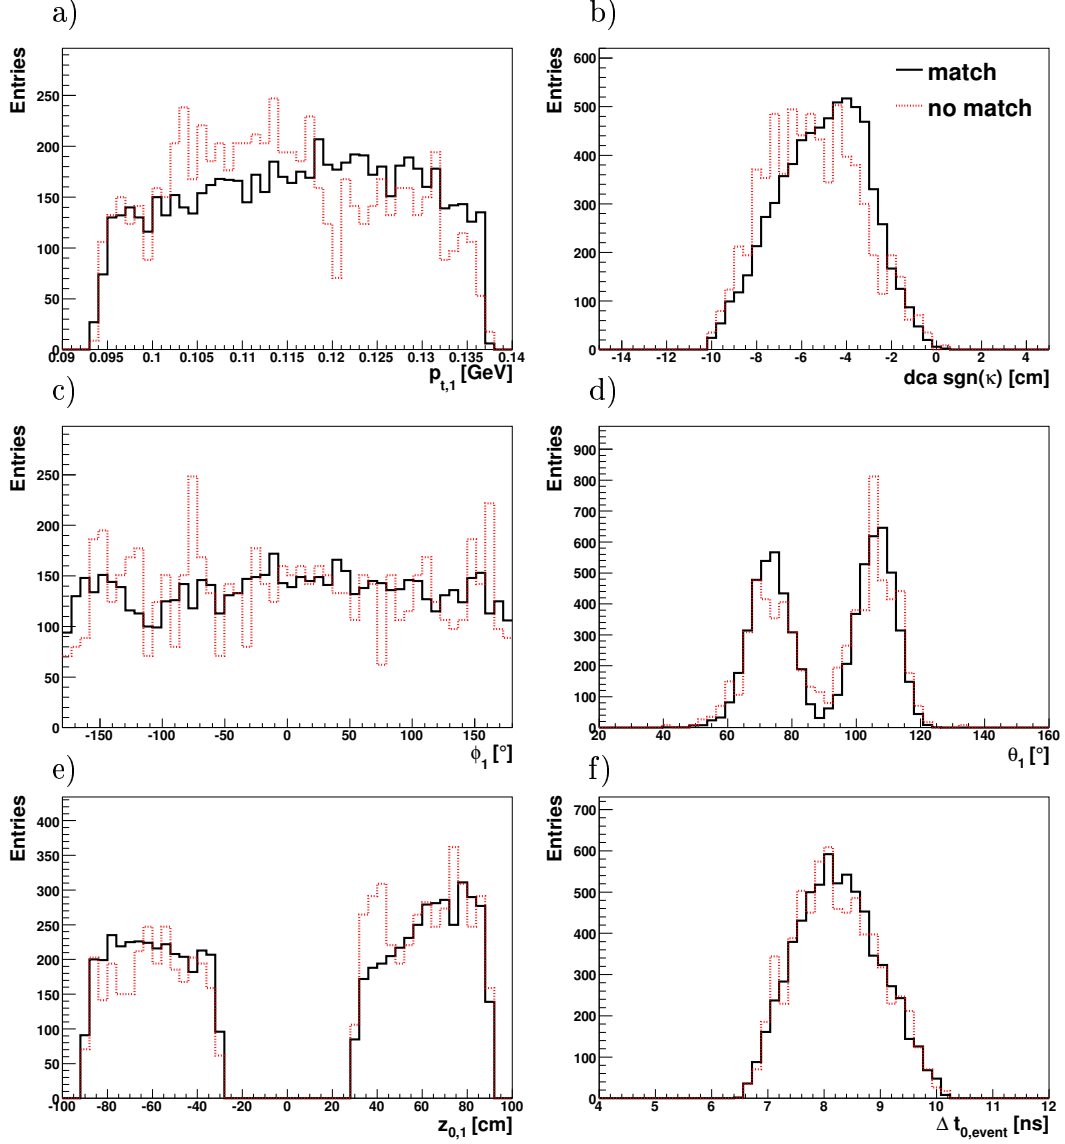 a)
Entries
250
200
150
100
50
0
0.09 0.095 0.1 0.105 0.11 0.115 0.12 0.125 0.13 0.135 0.14
p_{t,1} [GeV]
b)
Entries
600
500
400
300
200
100
0
match
no match
-14 -12 -10 -8 -6 -4 -2 0 2 4
dca sgn(κ) [cm]
c)
Entries
250
200
150
100
50
0
-150 -100 -50 0 50 100 150
ϕ_1 [°]
d)
Entries
900
800
700
600
500
400
300
200
100
0
20 40 60 80 100 120 140 160
θ_1 [°]
e)
Entries
400
350
300
250
200
150
100
50
0
-100 -80 -60 -40 -20 0 20 40 60 80 100
z_{0,1} [cm]
f)
Entries
700
600
500
400
300
200
100
0
4 5 6 7 8 9 10 11 12
Δ t_{0,event} [ns]